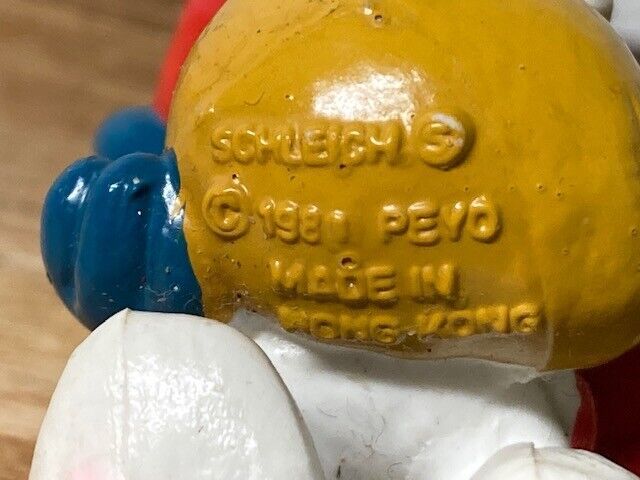 SCHLEICH Ⓢ
© 1981 PEYO
MADE IN
HONG KONG